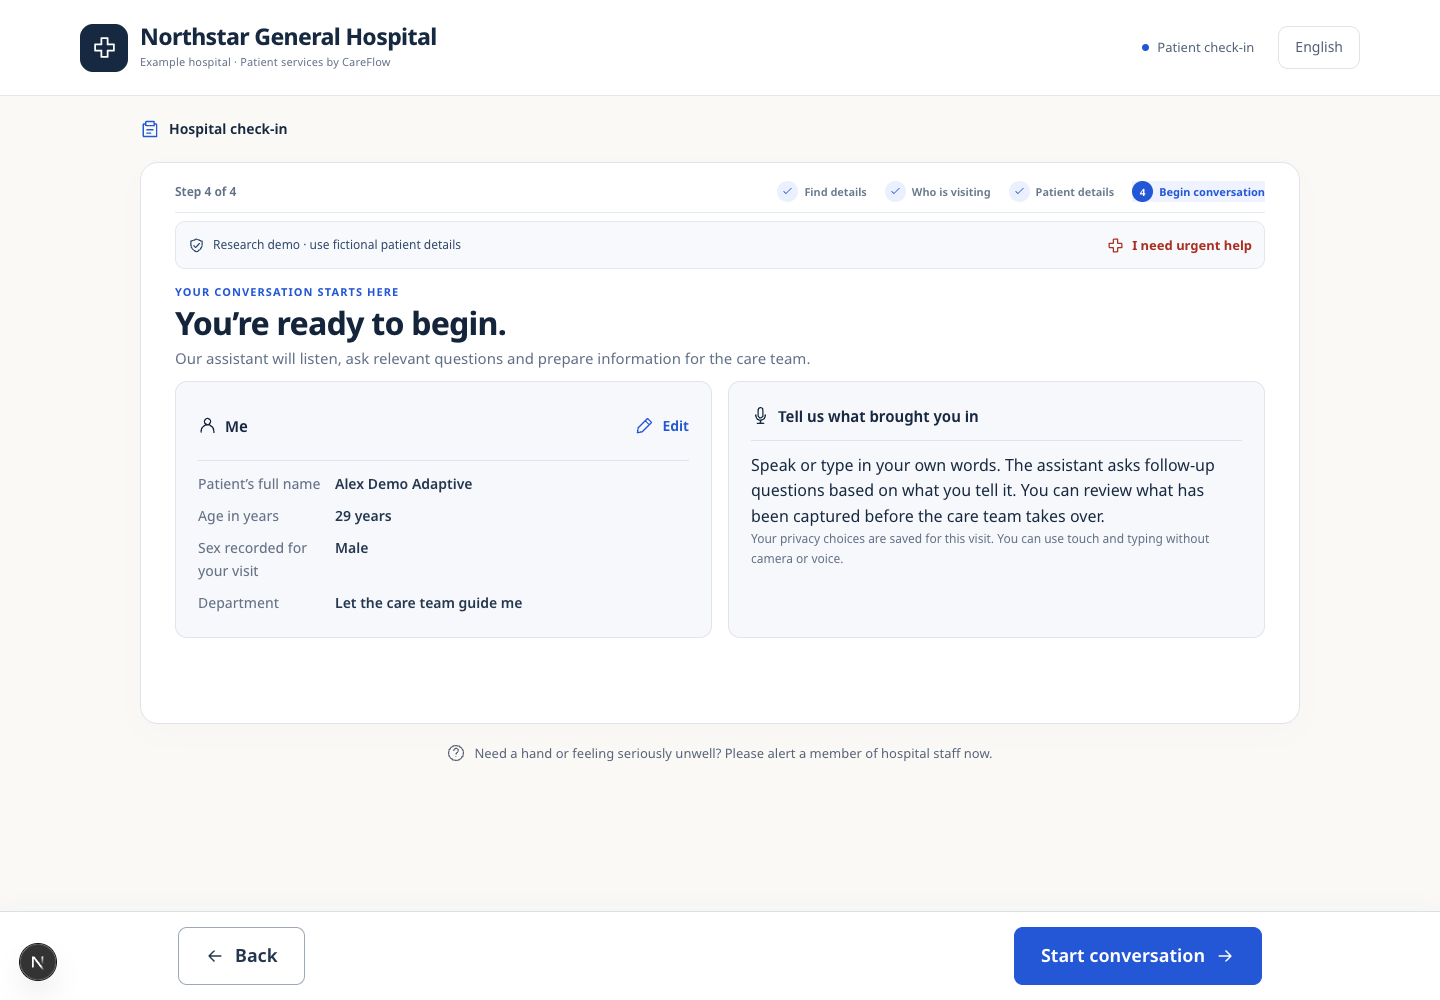 Northstar General Hospital
Example hospital · Patient services by CareFlow
Patient check-in
English
Hospital check-in
Step 4 of 4
Find details
Who is visiting
Patient details
4 Begin conversation
Research demo · use fictional patient details
I need urgent help
YOUR CONVERSATION STARTS HERE
You’re ready to begin.
Our assistant will listen, ask relevant questions and prepare information for the care team.
Me
Edit
Patient’s full name Alex Demo Adaptive
Age in years 29 years
Sex recorded for Male
your visit
Department Let the care team guide me
Tell us what brought you in
Speak or type in your own words. The assistant asks follow-up
questions based on what you tell it. You can review what has
been captured before the care team takes over.
Your privacy choices are saved for this visit. You can use touch and typing without
camera or voice.
Need a hand or feeling seriously unwell? Please alert a member of hospital staff now.
N
Back
Start conversation